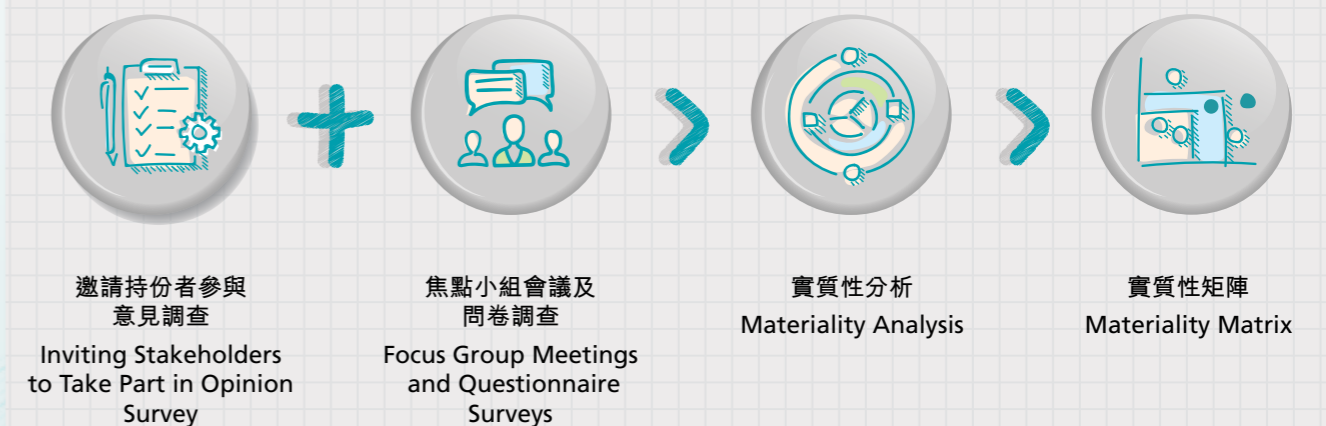 邀請持份者參與
意見調查
Inviting Stakeholders
to Take Part in Opinion
Survey
焦點小組會議及
問卷調查
Focus Group Meetings
and Questionnaire
Surveys
實質性分析
Materiality Analysis
實質性矩陣
Materiality Matrix